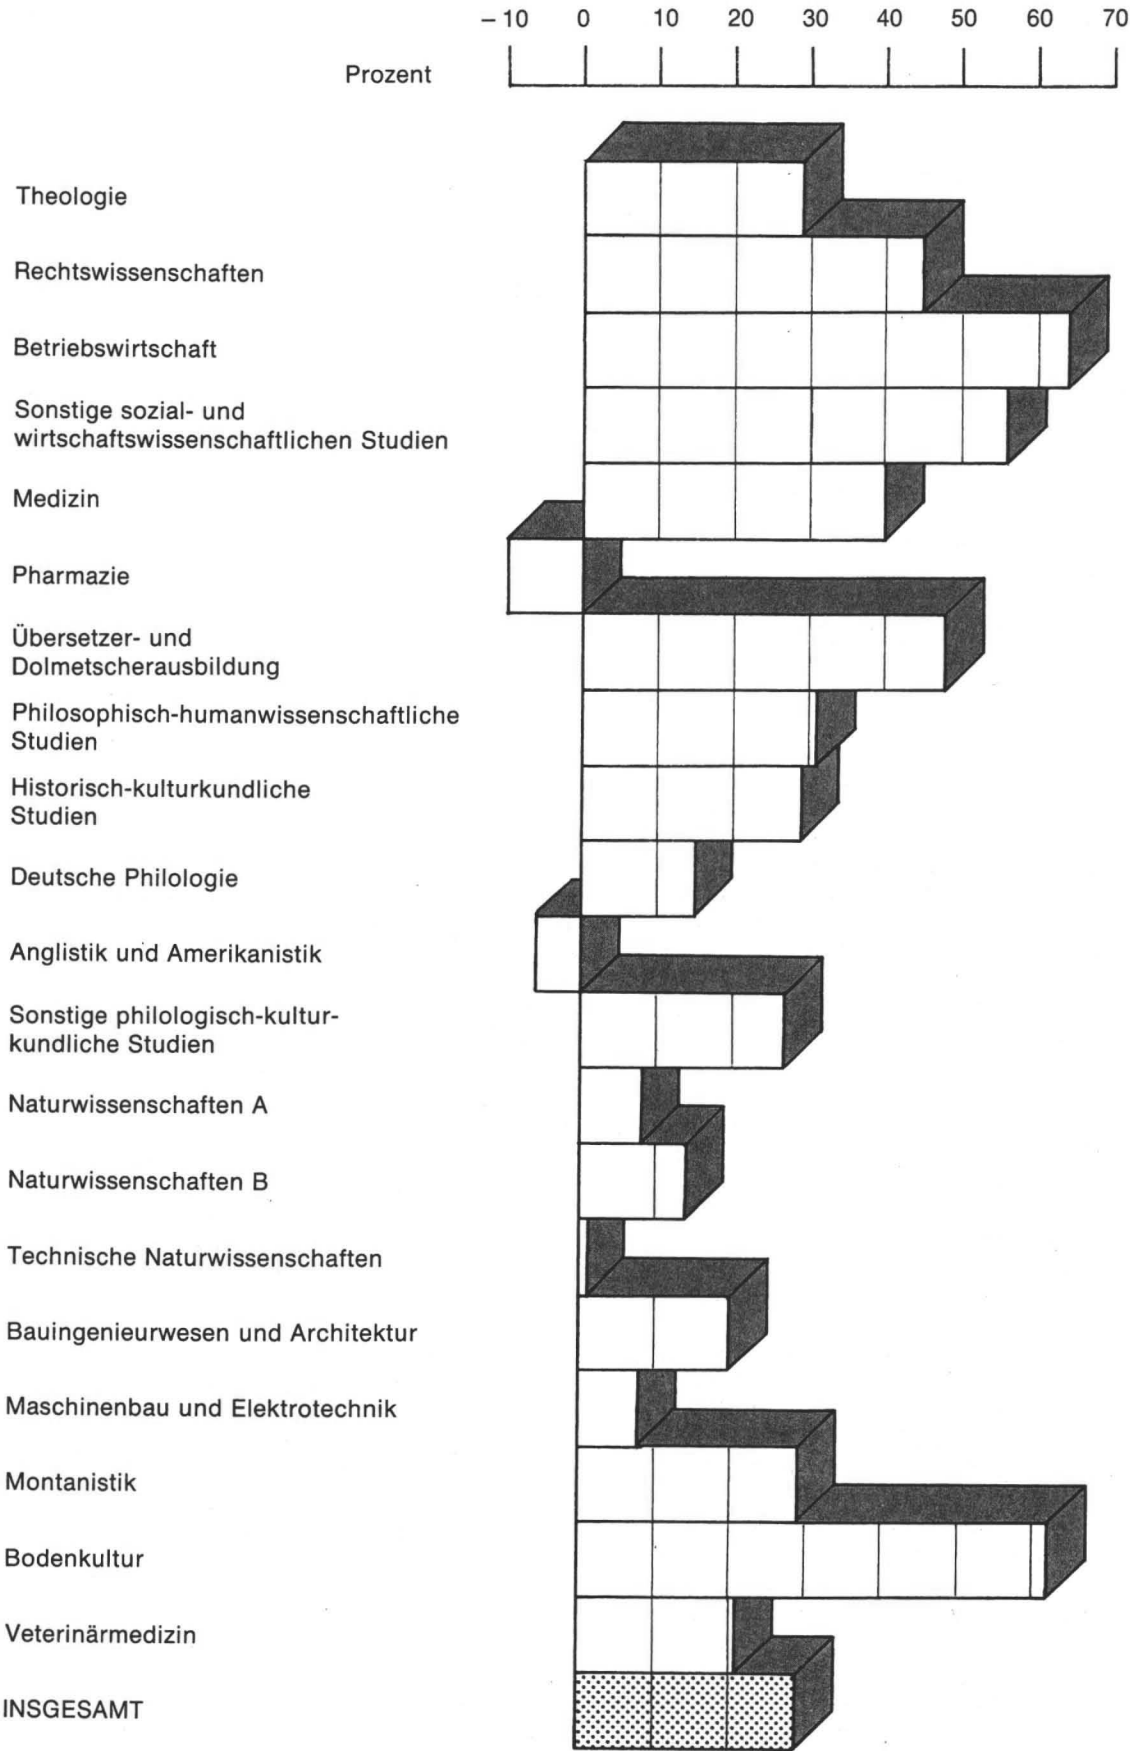 – 10 0 10 20 30 40 50 60 70
Prozent
Theologie
Rechtswissenschaften
Betriebswirtschaft
Sonstige sozial- und
wirtschaftswissenschaftlichen Studien
Medizin
Pharmazie
Übersetzer- und
Dolmetscherausbildung
Philosophisch-humanwissenschaftliche
Studien
Historisch-kulturkundliche
Studien
Deutsche Philologie
Anglistik und Amerikanistik
Sonstige philologisch-kultur-
kundliche Studien
Naturwissenschaften A
Naturwissenschaften B
Technische Naturwissenschaften
Bauingenieurwesen und Architektur
Maschinenbau und Elektrotechnik
Montanistik
Bodenkultur
Veterinärmedizin
INSGESAMT